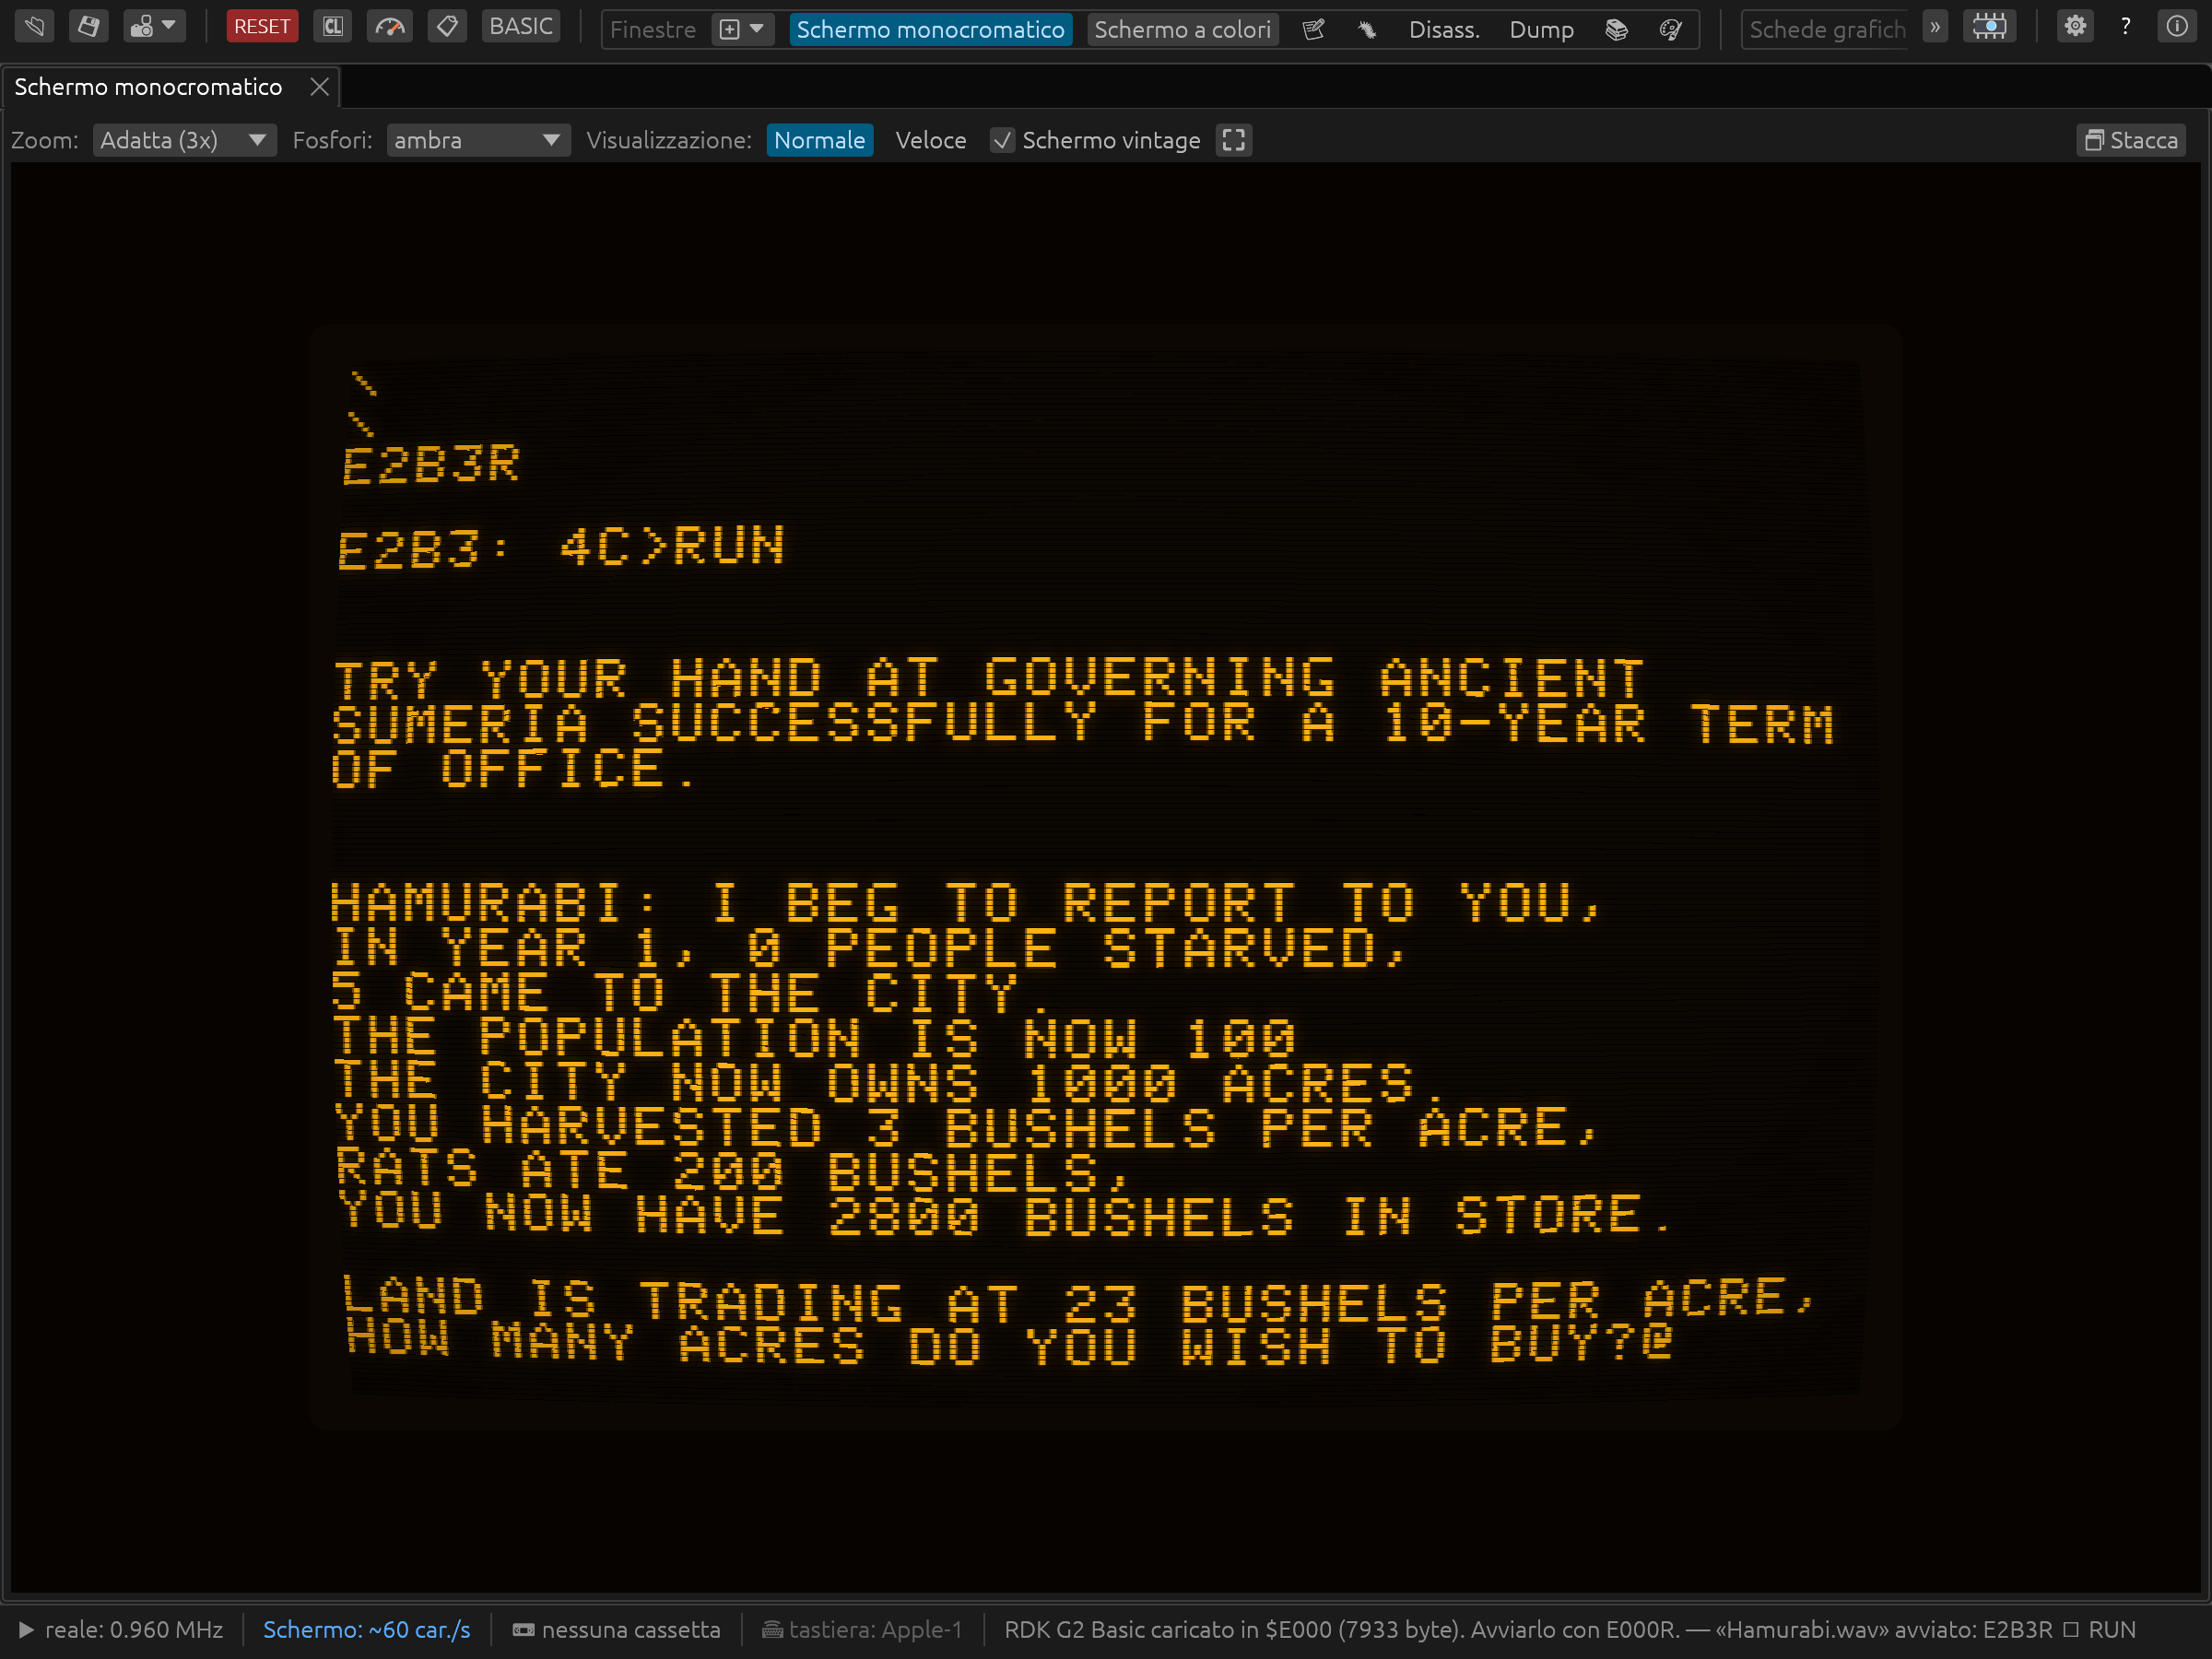 RESET CL BASIC Finestre Schermo monocromatico Schermo a colori Disass. Dump Schede grafich » ?
Schermo monocromatico
Zoom: Adatta (3x) Fosfori: ambra Visualizzazione: Normale Veloce Schermo vintage Stacca
\
\
E2B3R
E2B3: 4C>RUN
TRY YOUR HAND AT GOVERNING ANCIENT
SUMERIA SUCCESSFULLY FOR A 10-YEAR TERM
OF OFFICE.
HAMURABI: I BEG TO REPORT TO YOU,
IN YEAR 1, 0 PEOPLE STARVED,
5 CAME TO THE CITY.
THE POPULATION IS NOW 100
THE CITY NOW OWNS 1000 ACRES.
YOU HARVESTED 3 BUSHELS PER ACRE,
RATS ATE 200 BUSHELS,
YOU NOW HAVE 2800 BUSHELS IN STORE.
LAND IS TRADING AT 23 BUSHELS PER ACRE,
HOW MANY ACRES DO YOU WISH TO BUY?@
reale: 0.960 MHz Schermo: ~60 car./s nessuna cassetta tastiera: Apple-1 RDK G2 Basic caricato in $E000 (7933 byte). Avviarlo con E000R. — «Hamurabi.wav» avviato: E2B3R □ RUN